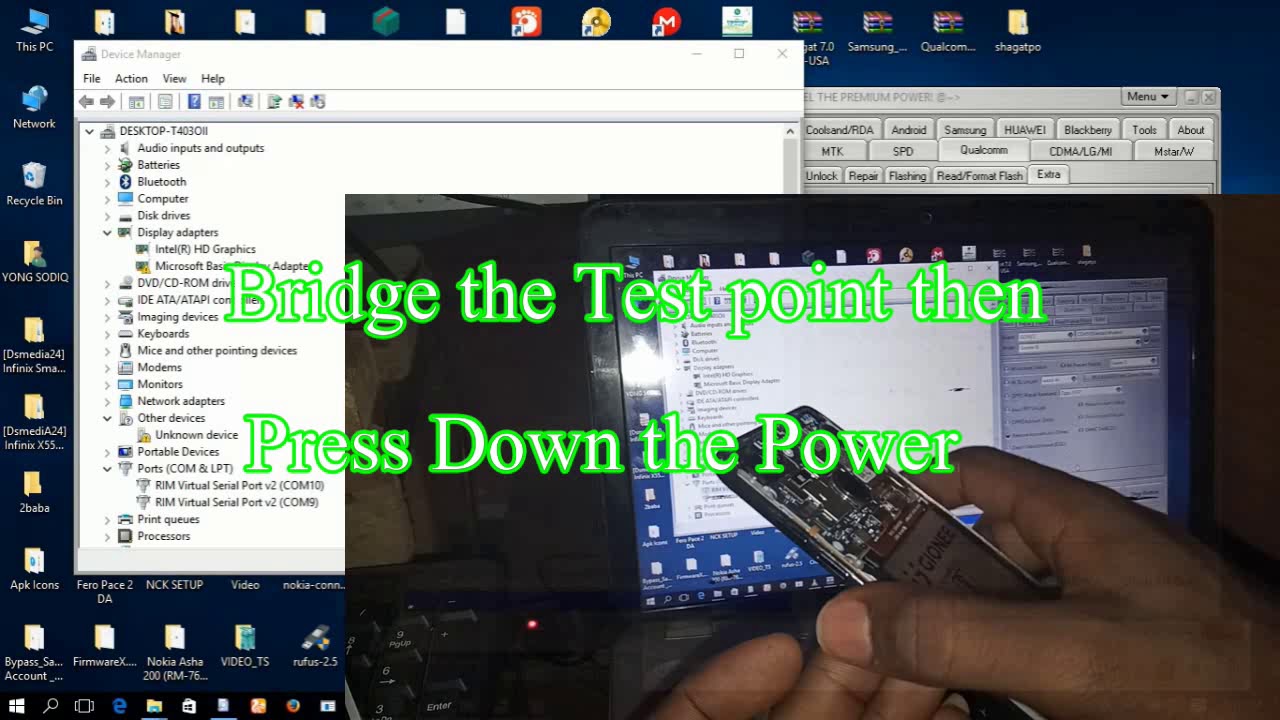 This PC
Network
Recycle Bin
YONG SODIQ
[Dsmedia24]
Infinix Sma...
[DsmediA24]
Infinix X55...
2baba
Apk Icons
Bypass_Sa...
Account _...
gat 7.0
-USA
Samsung_...
Qualcom...
shagatpo
Device Manager
File Action View Help
DESKTOP-T403OII
Audio inputs and outputs
Batteries
Bluetooth
Computer
Disk drives
Display adapters
Intel(R) HD Graphics
Microsoft Basic Display Adapter
DVD/CD-ROM driv
IDE ATA/ATAPI con
Imaging devices
Keyboards
Mice and other pointing devices
Modems
Monitors
Network adapters
Other devices
Unknown device
Portable Devices
Ports (COM & LPT)
RIM Virtual Serial Port v2 (COM10)
RIM Virtual Serial Port v2 (COM9)
Print queues
Processors
EL THE PREMIUM POWER! @~>
Menu
Coolsand/RDA Android Samsung HUAWEI Blackberry Tools About
MTK SPD Qualcomm CDMA/LG/MI Mstar/W
Unlock Repair Flashing Read/Format Flash Extra
Bridge the Test point then
Press Down the Power
GIONEE
Fero Pace 2
DA
NCK SETUP
Video
nokia-conn...
FirmwareX....
Nokia Asha
200 (RM-76...
VIDEO_TS
rufus-2.5
9
PgUp
6
3
Enter